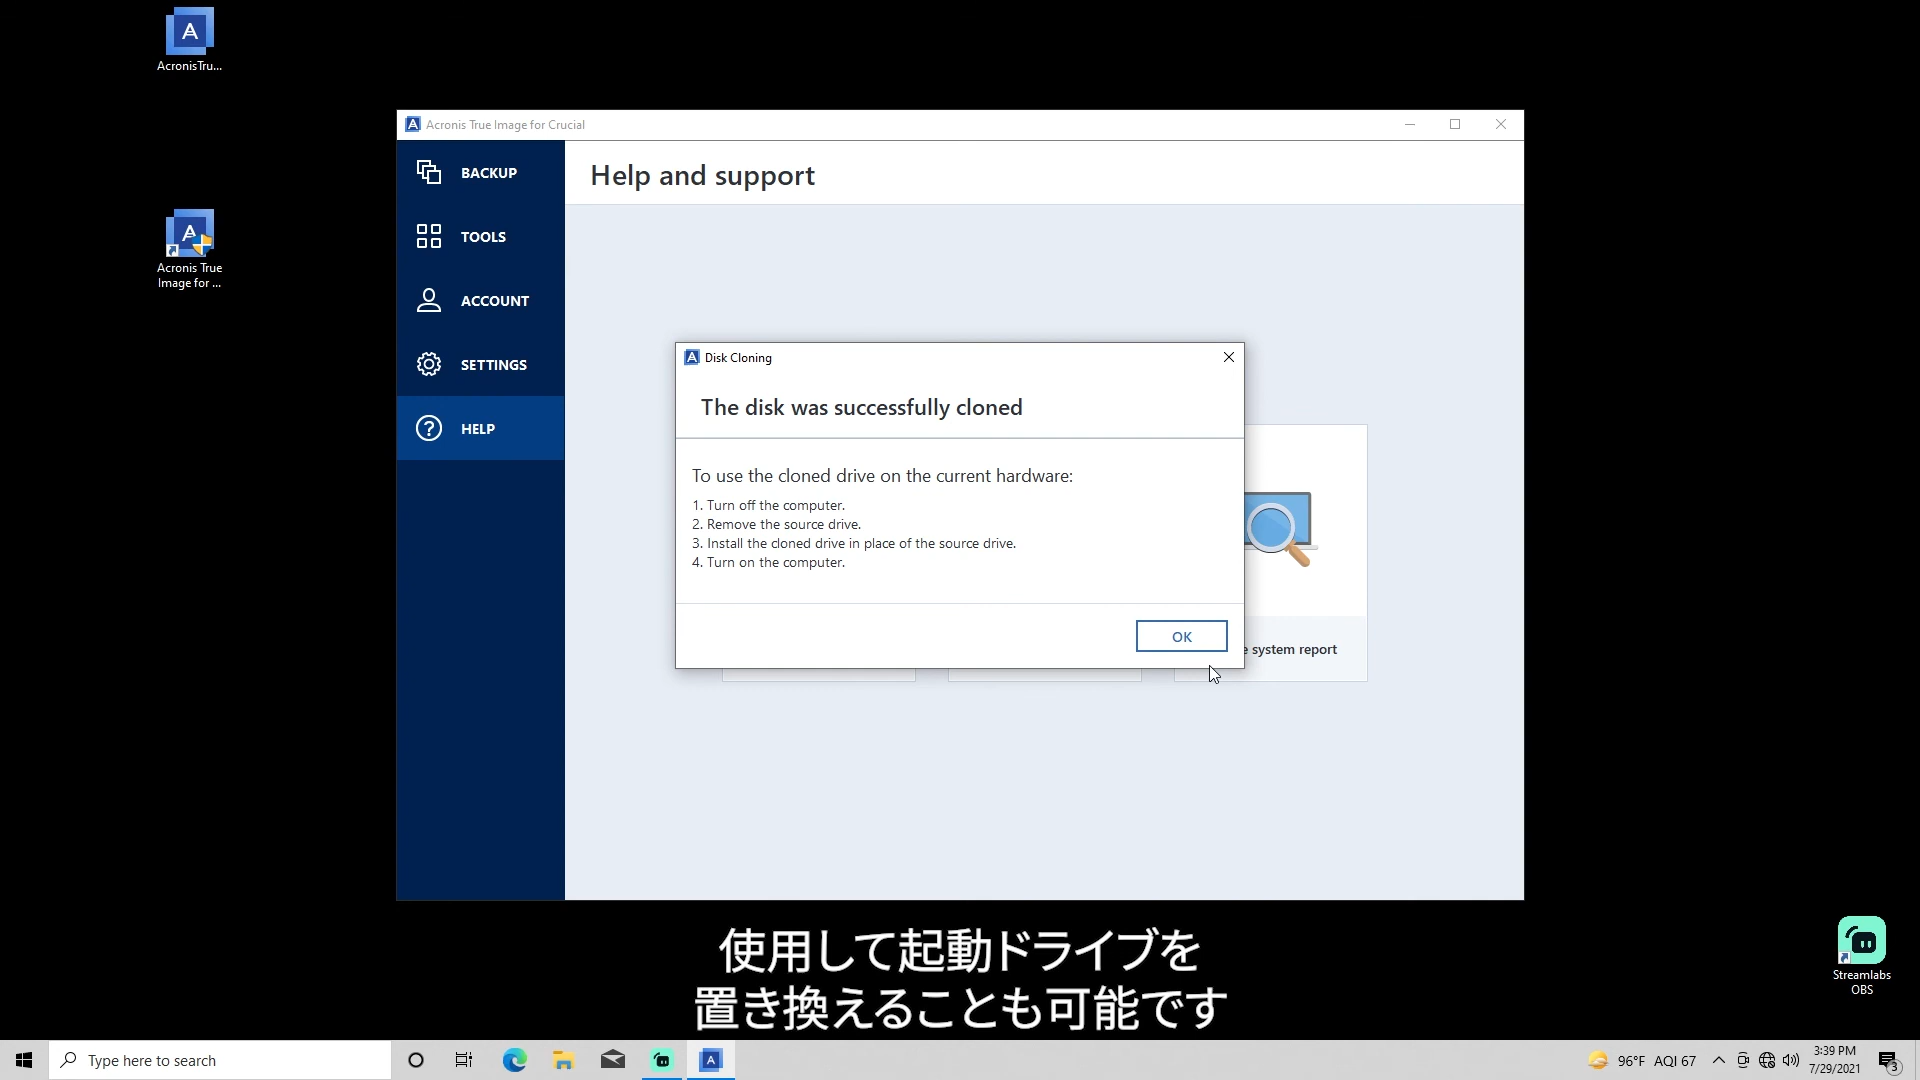 AcronisTru...
Acronis True
Image for ...
Acronis True Image for Crucial
BACKUP
TOOLS
ACCOUNT
SETTINGS
HELP
Help and support
Disk Cloning
The disk was successfully cloned
To use the cloned drive on the current hardware:
1. Turn off the computer.
2. Remove the source drive.
3. Install the cloned drive in place of the source drive.
4. Turn on the computer.
OK
system report
使用して起動ドライブを
置き換えることも可能です
Streamlabs
OBS
Type here to search
96°F AQI 67
3:39 PM
7/29/2021
3